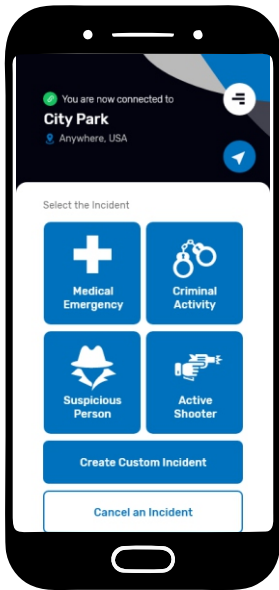 You are now connected to
City Park
Anywhere, USA
Select the Incident
Medical
Emergency
Criminal
Activity
Suspicious
Person
Active
Shooter
Create Custom Incident
Cancel an Incident